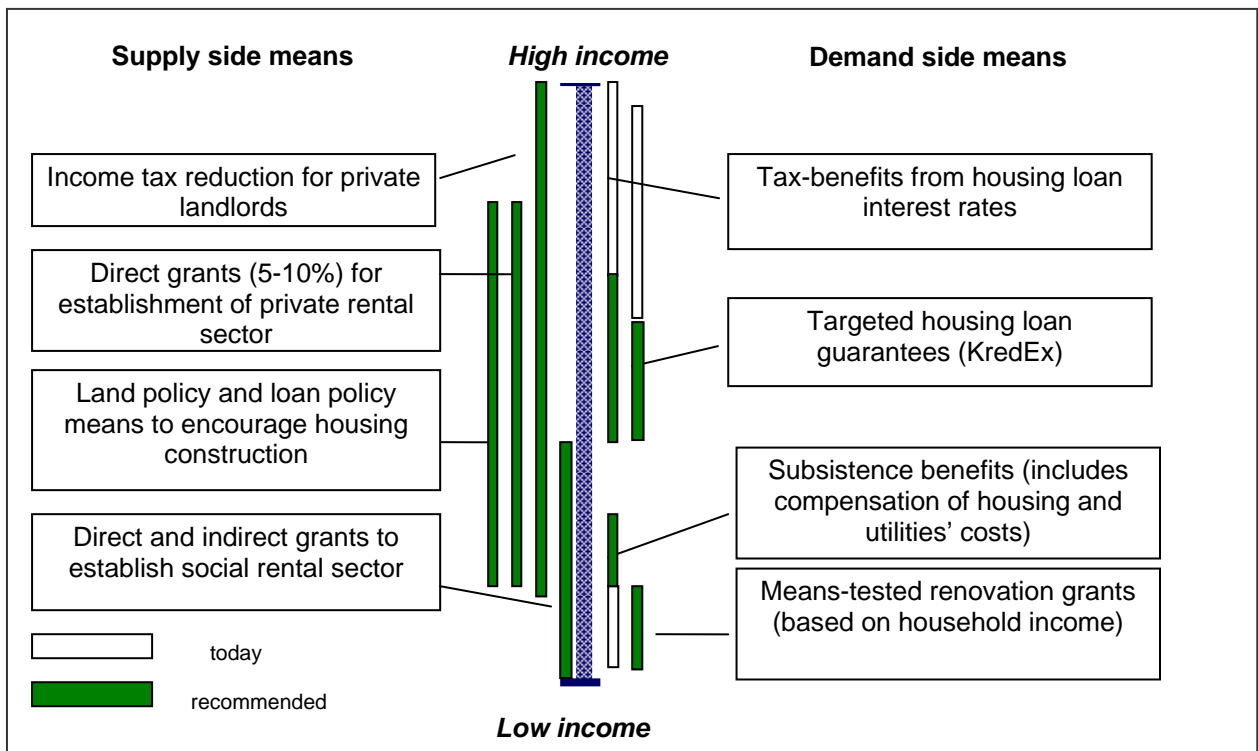 Supply side means
High income
Demand side means
Income tax reduction for private
landlords
Direct grants (5-10%) for
establishment of private rental
sector
Land policy and loan policy
means to encourage housing
construction
Direct and indirect grants to
establish social rental sector
Tax-benefits from housing loan
interest rates
Targeted housing loan
guarantees (KredEx)
Subsistence benefits (includes
compensation of housing and
utilities’ costs)
Means-tested renovation grants
(based on household income)
today
recommended
Low income